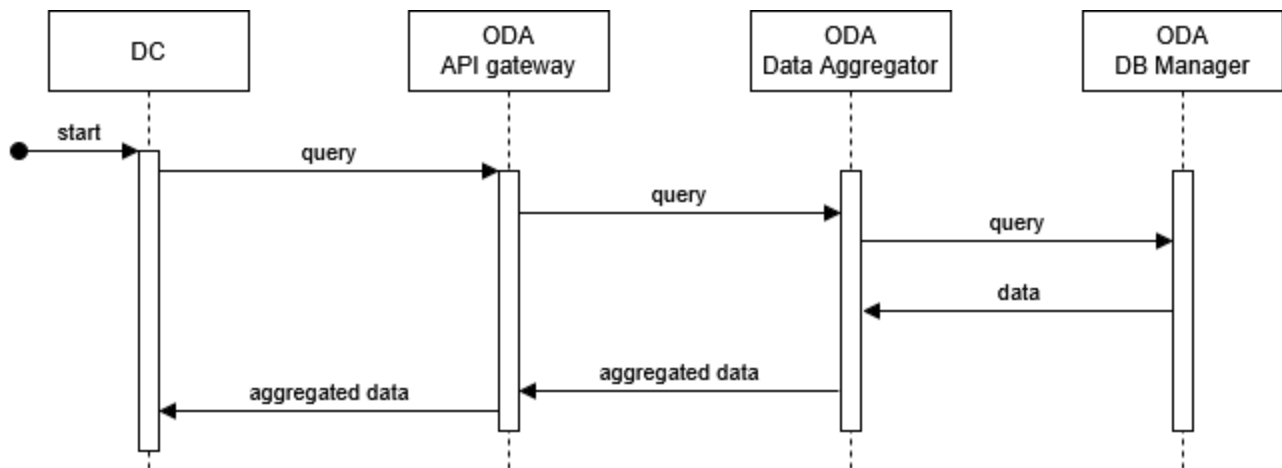 DC
ODA
API gateway
ODA
Data Aggregator
ODA
DB Manager
start
query
query
query
data
aggregated data
aggregated data